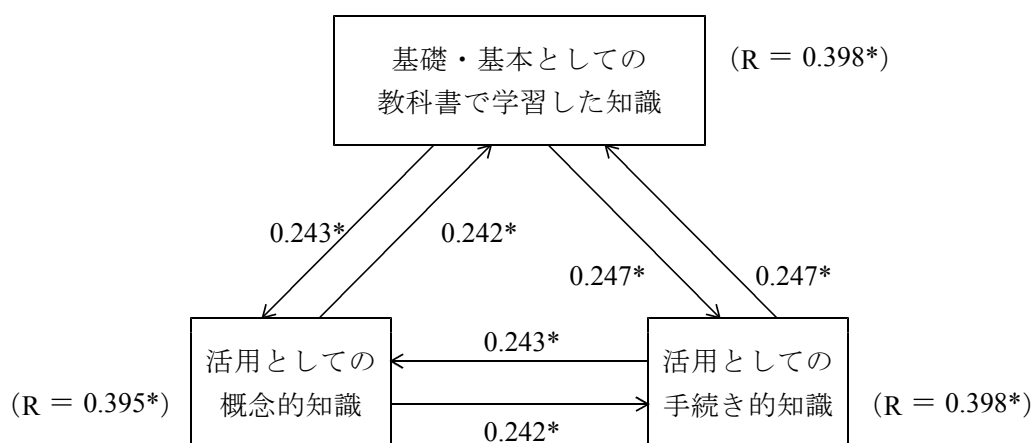 基礎・基本としての
教科書で学習した知識
(R = 0.398*)
0.243*
0.242*
0.247*
0.247*
活用としての
概念的知識
(R = 0.395*)
0.243*
0.242*
活用としての
手続き的知識
(R = 0.398*)